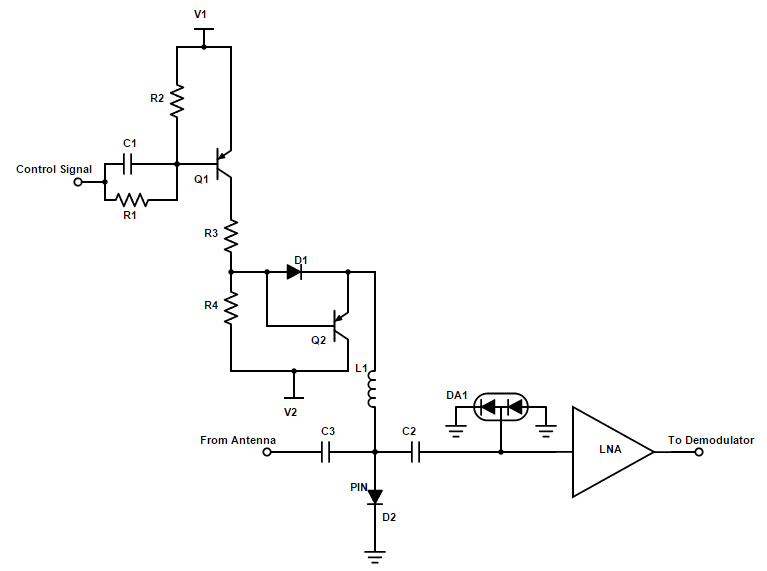 V1
R2
C1
Control Signal
Q1
R1
R3
D1
R4
Q2
L1
V2
DA1
From Antenna
C3
C2
LNA
To Demodulator
PIN
D2